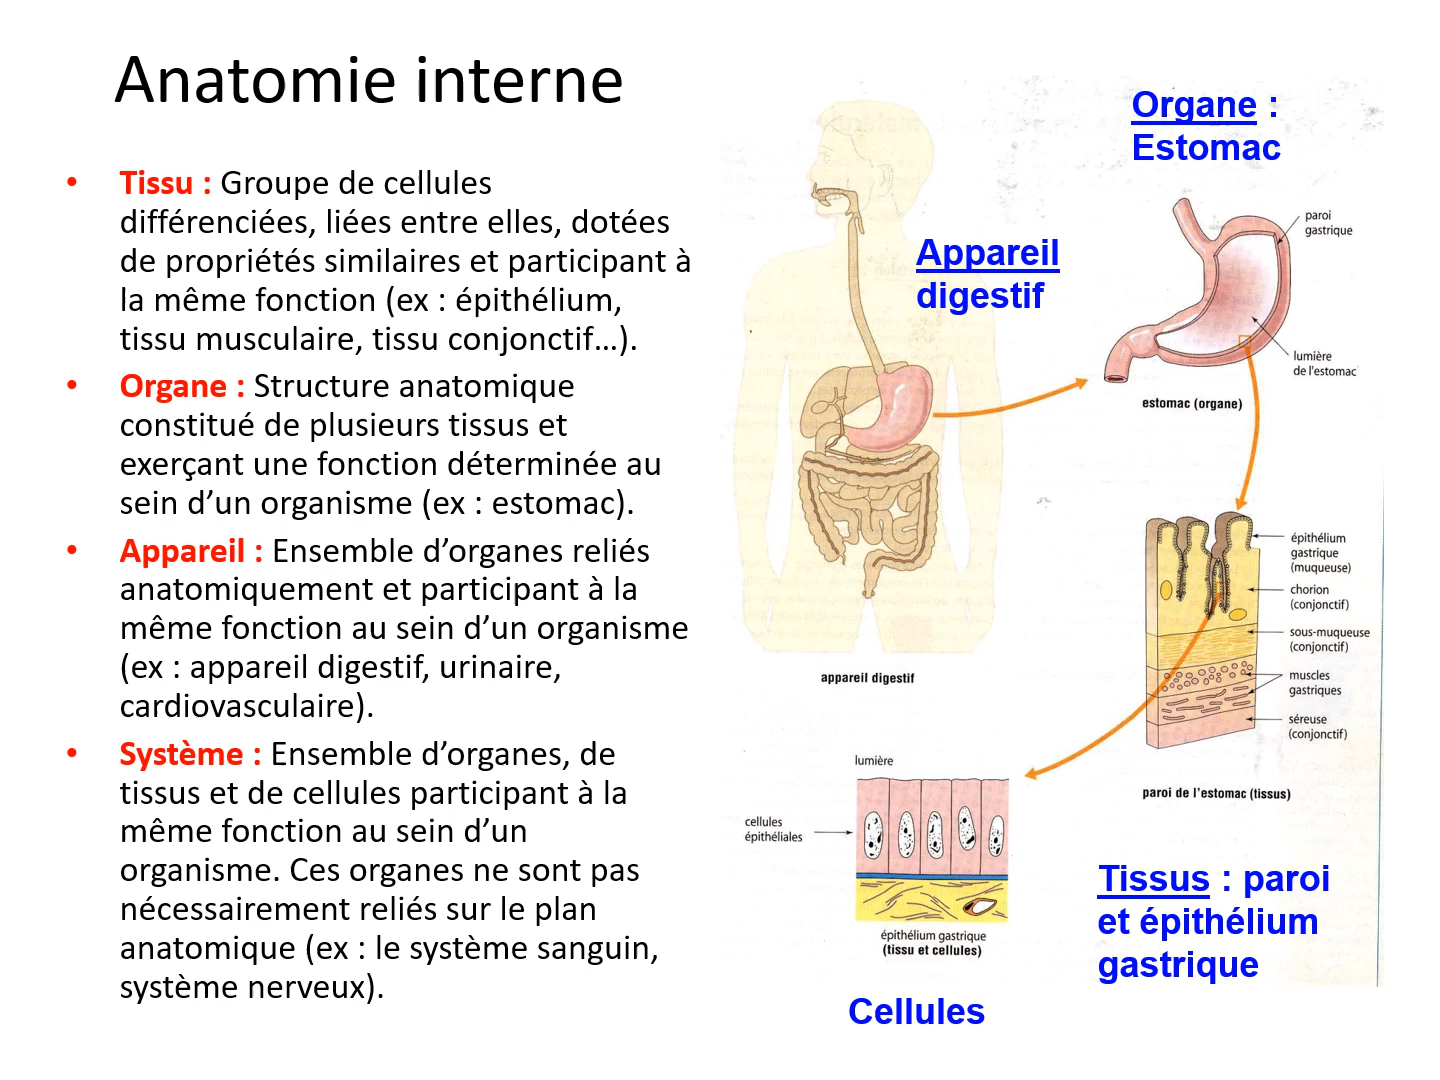 Anatomie interne
• Tissu : Groupe de cellules
différenciées, liées entre elles, dotées
de propriétés similaires et participant à
la même fonction (ex : épithélium,
tissu musculaire, tissu conjonctif…).
• Organe : Structure anatomique
constitué de plusieurs tissus et
exerçant une fonction déterminée au
sein d’un organisme (ex : estomac).
• Appareil : Ensemble d’organes reliés
anatomiquement et participant à la
même fonction au sein d’un organisme
(ex : appareil digestif, urinaire,
cardiovasculaire).
• Système : Ensemble d’organes, de
tissus et de cellules participant à la
même fonction au sein d’un
organisme. Ces organes ne sont pas
nécessairement reliés sur le plan
anatomique (ex : le système sanguin,
système nerveux).
Organe :
Estomac
Appareil
digestif
paroi
gastrique
lumière
de l'estomac
estomac (organe)
épithélium
gastrique
(muqueuse)
chorion
(conjonctif)
sous-muqueuse
(conjonctif)
muscles
gastriques
séreuse
(conjonctif)
appareil digestif
paroi de l'estomac (tissus)
lumière
cellules
épithéliales
épithélium gastrique
(tissu et cellules)
Tissus : paroi
et épithélium
gastrique
Cellules